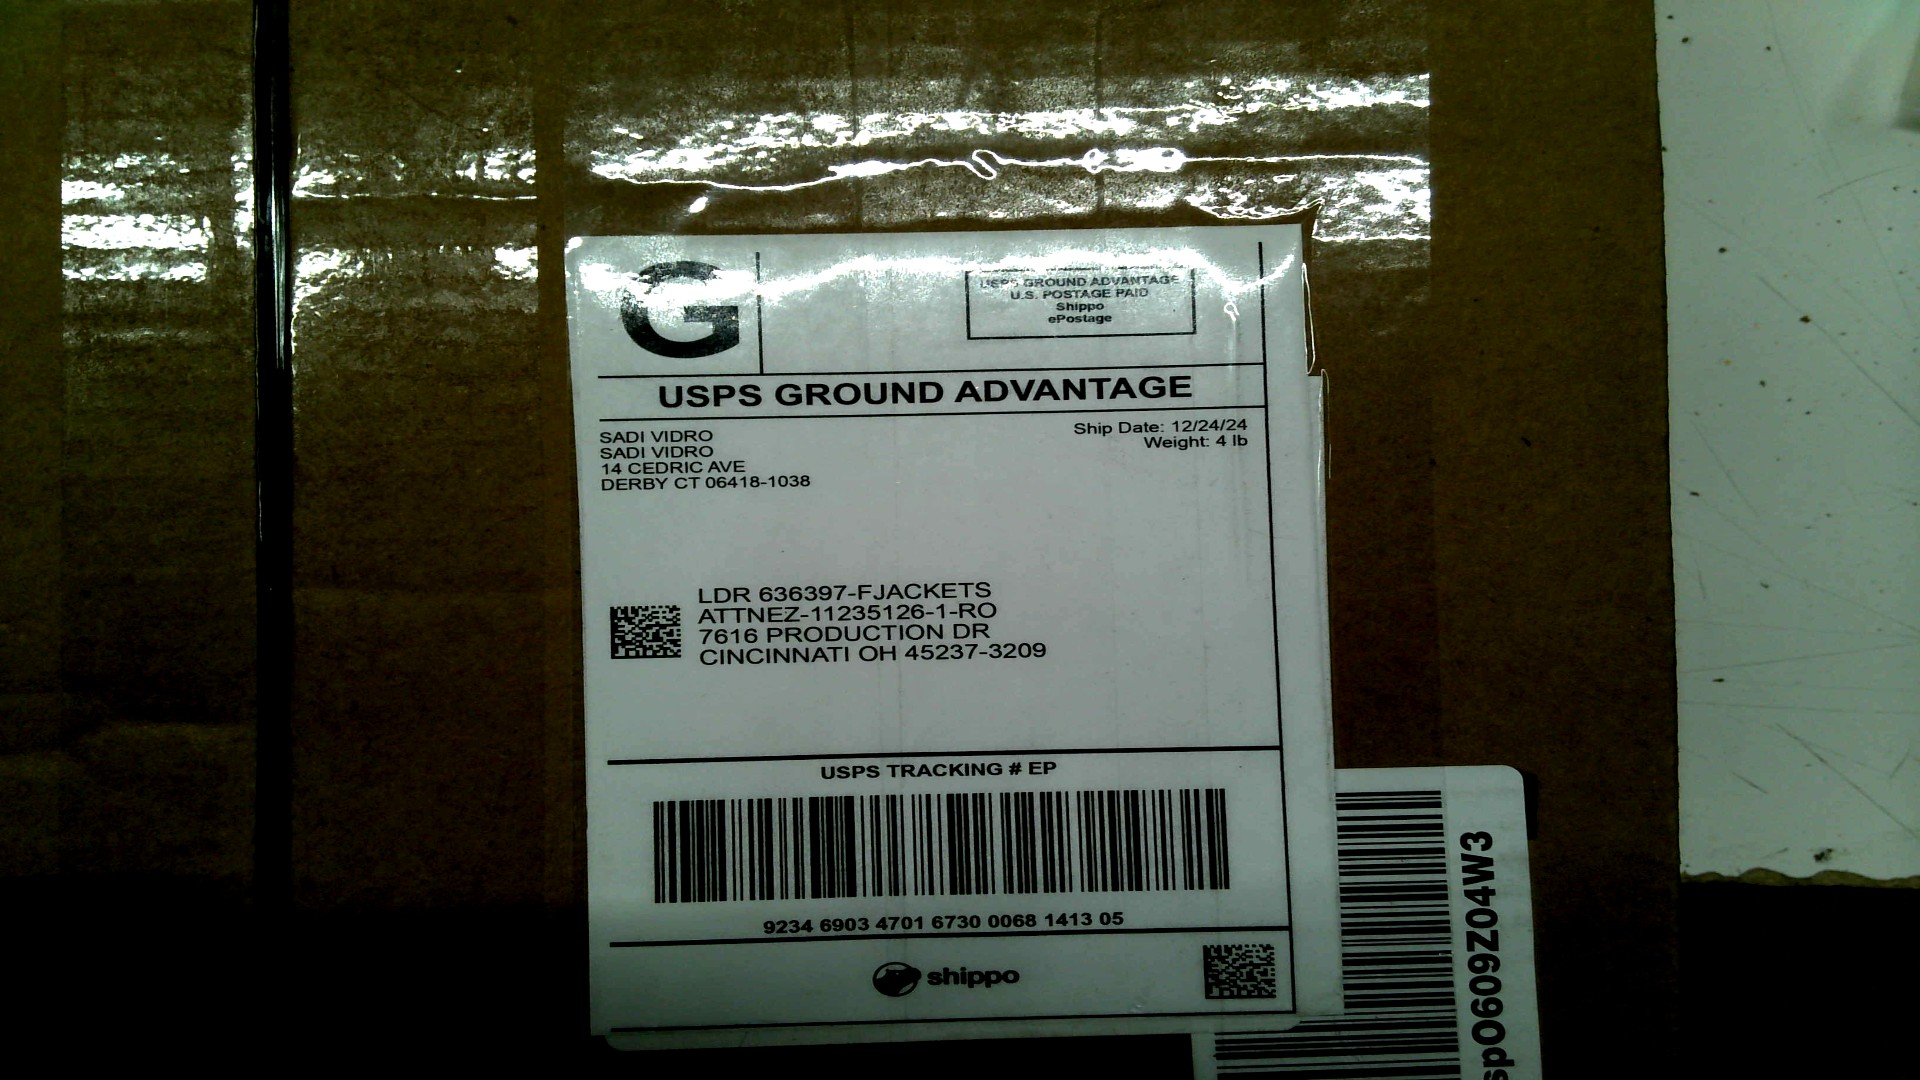 G
USPS GROUND ADVANTAGE
U.S. POSTAGE PAID
Shippo
ePostage
USPS GROUND ADVANTAGE
SADI VIDRO
SADI VIDRO
14 CEDRIC AVE
DERBY CT 06418-1038
Ship Date: 12/24/24
Weight: 4 lb
LDR 636397-FJACKETS
ATTNEZ-11235126-1-RO
7616 PRODUCTION DR
CINCINNATI OH 45237-3209
USPS TRACKING # EP
9234 6903 4701 6730 0068 1413 05
shippo
spO609Z04W3